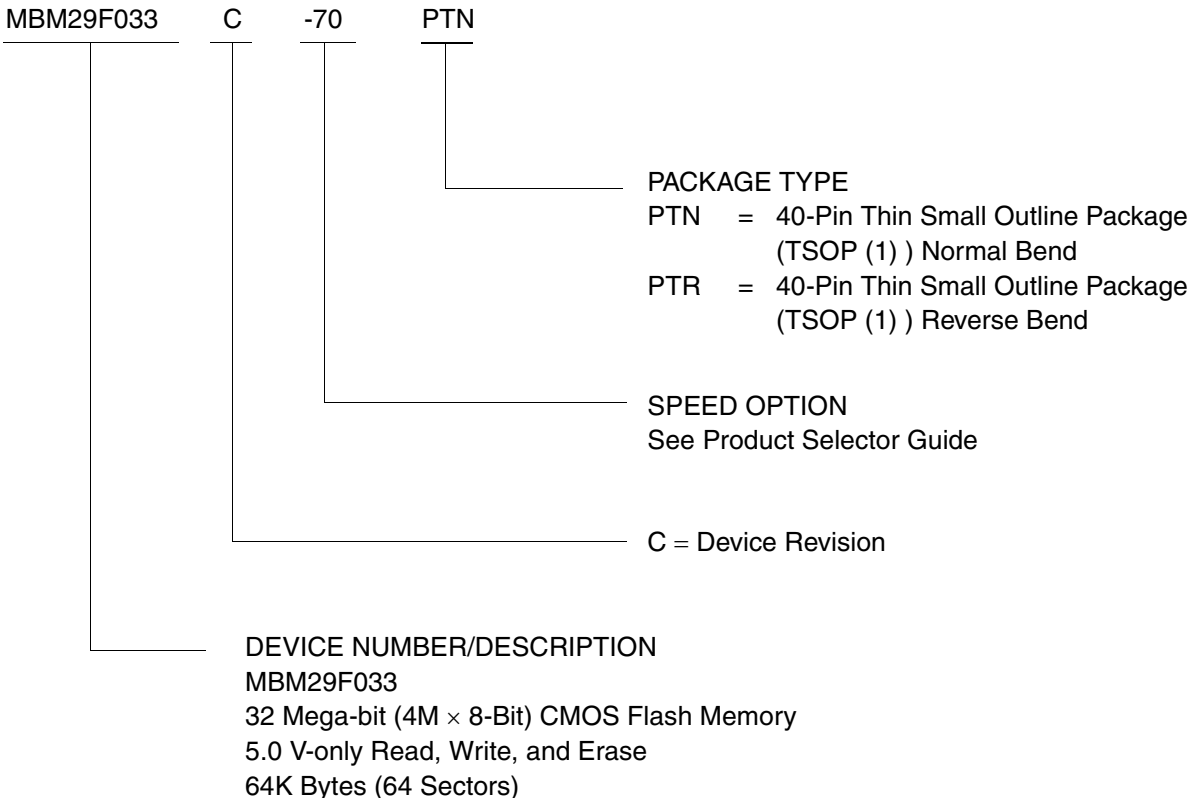 MBM29F033 C -70 PTN
PACKAGE TYPE
PTN = 40-Pin Thin Small Outline Package
(TSOP (1) ) Normal Bend
PTR = 40-Pin Thin Small Outline Package
(TSOP (1) ) Reverse Bend
SPEED OPTION
See Product Selector Guide
C = Device Revision
DEVICE NUMBER/DESCRIPTION
MBM29F033
32 Mega-bit (4M × 8-Bit) CMOS Flash Memory
5.0 V-only Read, Write, and Erase
64K Bytes (64 Sectors)